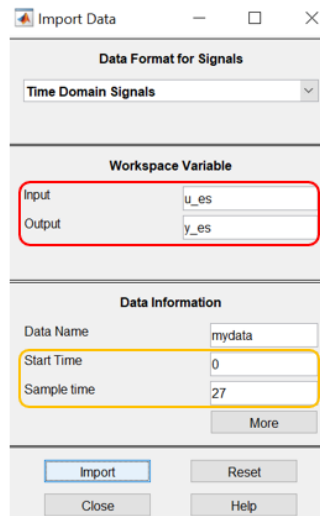 Import Data
Data Format for Signals
Time Domain Signals
Workspace Variable
Input u_es
Output y_es
Data Information
Data Name mydata
Start Time 0
Sample time 27
More
Import Reset
Close Help